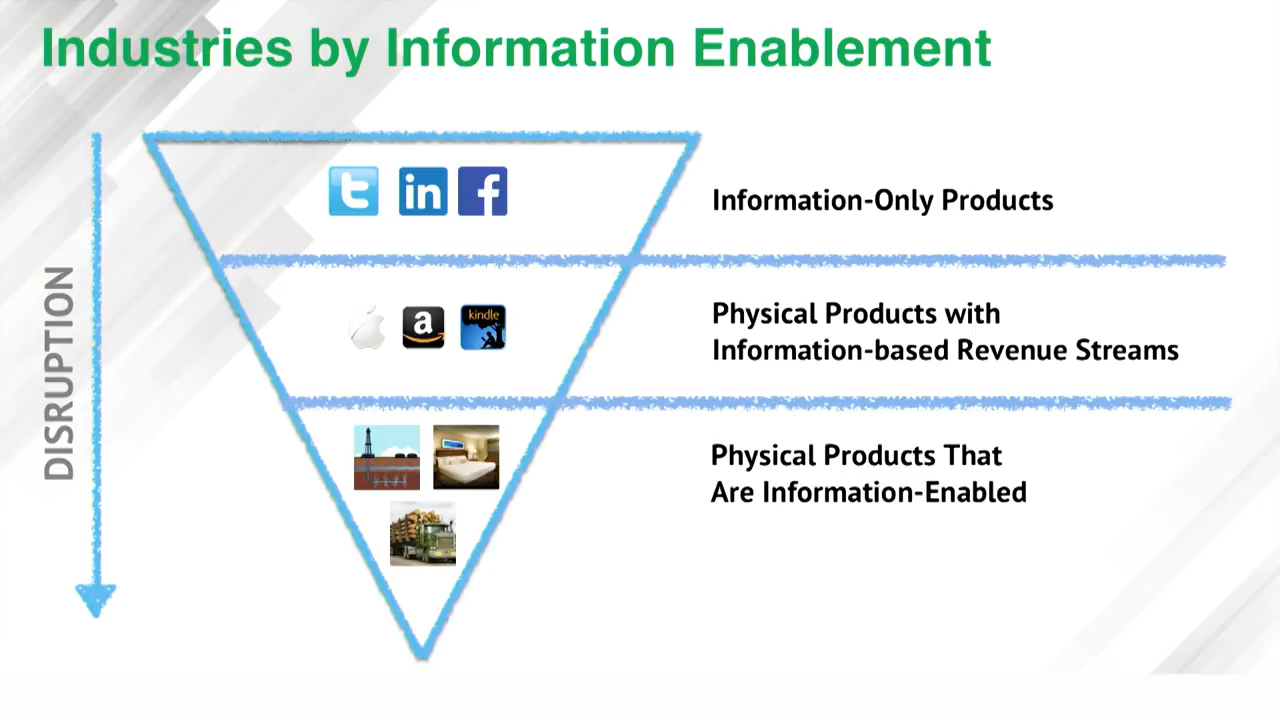 Industries by Information Enablement
DISRUPTION
t in f
Information-Only Products
a kindle
Physical Products with
Information-based Revenue Streams
Physical Products That
Are Information-Enabled